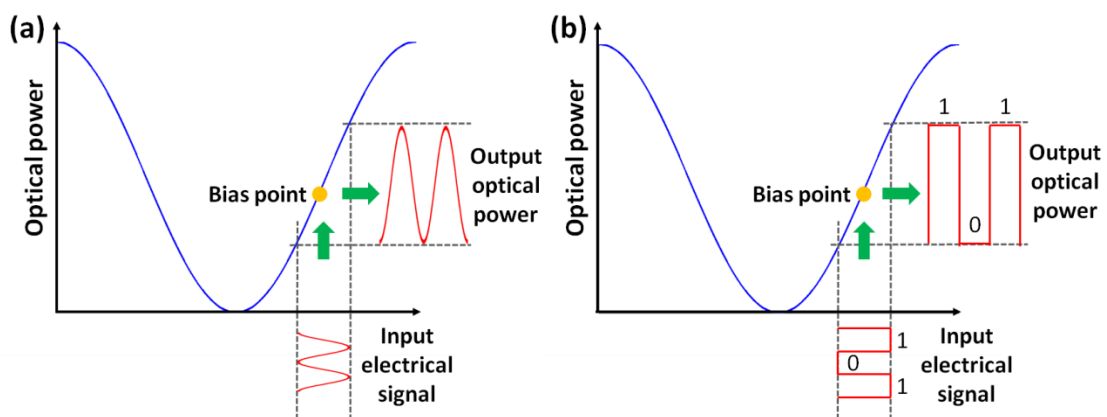 (a)
Optical power
Bias point
Output
optical
power
Input
electrical
signal
(b)
Optical power
1
1
Bias point
0
Output
optical
power
1
0
1
Input
electrical
signal